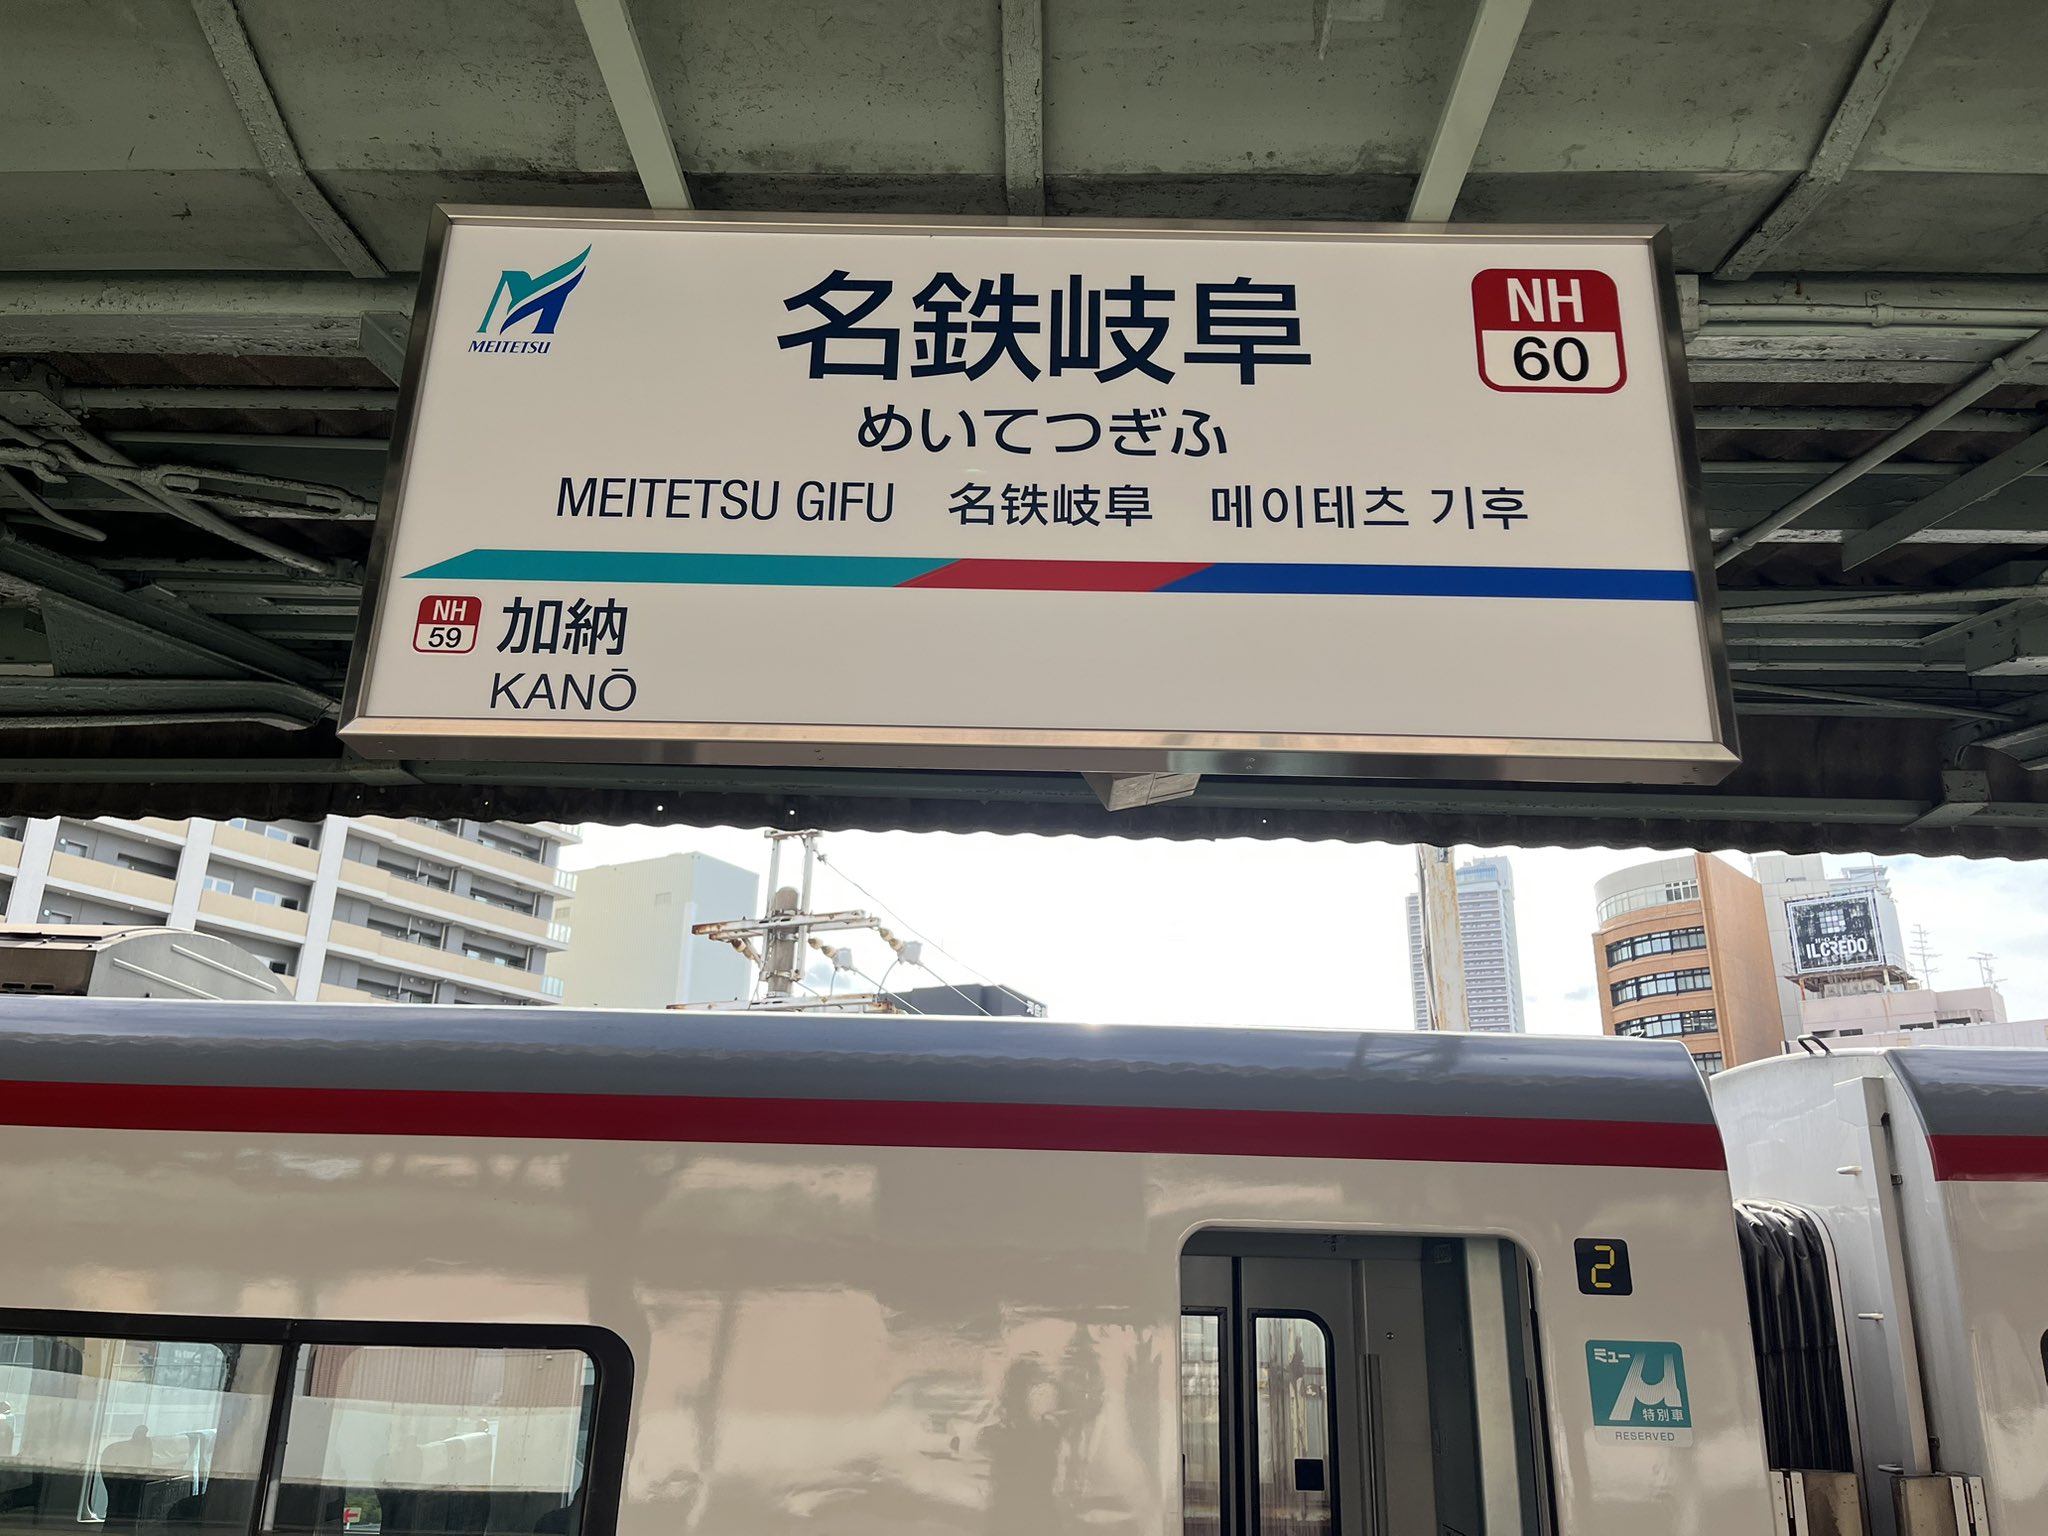 MEITETSU
名鉄岐阜
NH
60
めいてつぎふ
MEITETSU GIFU 名铁岐阜 메이테츠 기후
NH
59
加納
KANŌ
HOTEL
ILCREDO
2
ミュー
μ
特別車
RESERVED